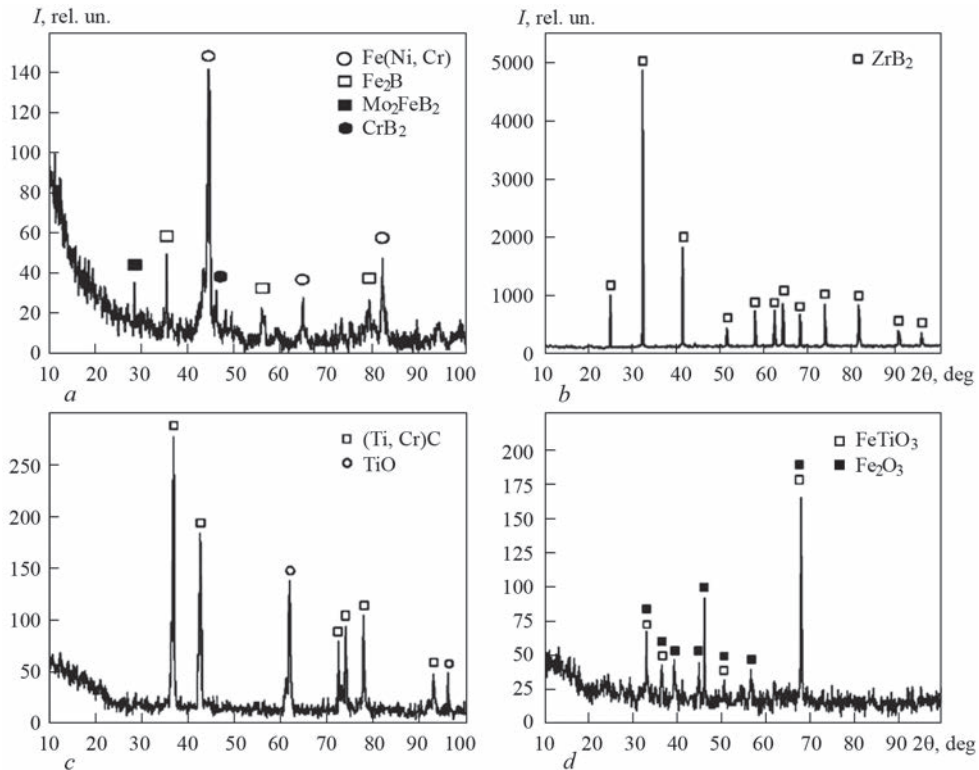 I, rel. un.
140
120
100
80
60
40
20
0
Fe(Ni, Cr)
Fe₂B
Mo₂FeB₂
CrB₂
10 20 30 40 50 60 70 80 90 100
a
I, rel. un.
5000
4000
3000
2000
1000
0
ZrB₂
10 20 30 40 50 60 70 80 90 2θ, deg
b
250
200
150
100
50
0
(Ti, Cr)C
TiO
10 20 30 40 50 60 70 80 90 100
c
200
175
150
125
100
75
50
25
0
FeTiO₃
Fe₂O₃
10 20 30 40 50 60 70 80 90 2θ, deg
d